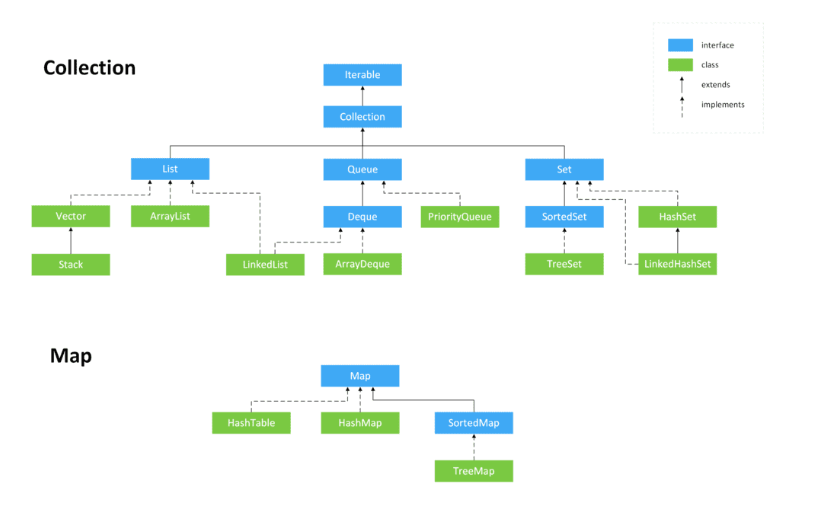 interface
class
extends
implements
Collection
Iterable
Collection
List
Queue
Set
Vector
ArrayList
Deque
PriorityQueue
SortedSet
HashSet
Stack
LinkedList
ArrayDeque
TreeSet
LinkedHashSet
Map
Map
HashTable
HashMap
SortedMap
TreeMap